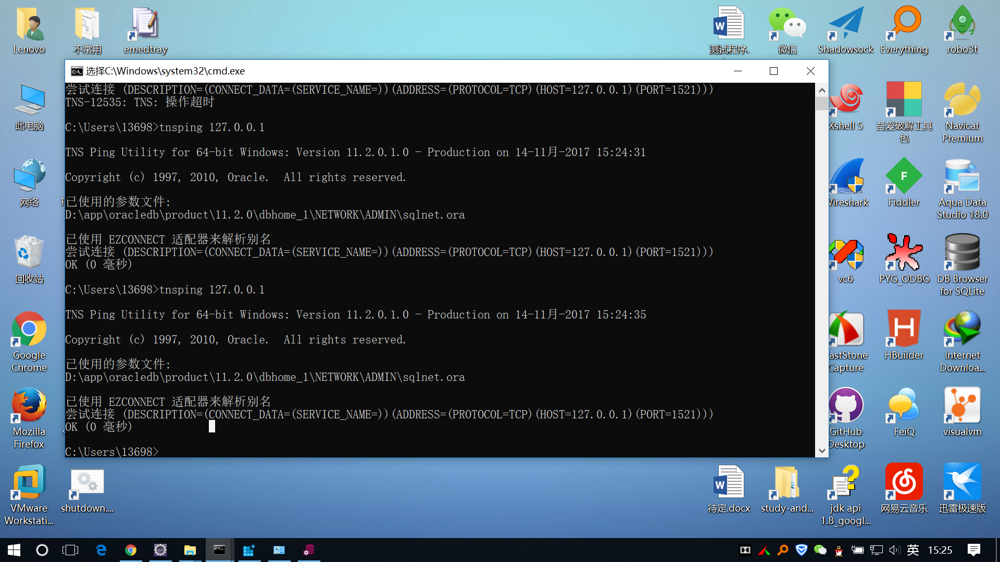 Lenovo
不常用
emedtray
测试程序.
微信
Shadowsock
Everything
robo3t
选择C:\Windows\system32\cmd.exe
尝试连接 (DESCRIPTION=(CONNECT_DATA=(SERVICE_NAME=))(ADDRESS=(PROTOCOL=TCP)(HOST=127.0.0.1)(PORT=1521)))
TNS-12535: TNS: 操作超时
C:\Users\13698>tnsping 127.0.0.1
TNS Ping Utility for 64-bit Windows: Version 11.2.0.1.0 - Production on 14-11月-2017 15:24:31
Copyright (c) 1997, 2010, Oracle.  All rights reserved.
已使用的参数文件:
D:\app\oracledb\product\11.2.0\dbhome_1\NETWORK\ADMIN\sqlnet.ora
已使用 EZCONNECT 适配器来解析别名
尝试连接 (DESCRIPTION=(CONNECT_DATA=(SERVICE_NAME=))(ADDRESS=(PROTOCOL=TCP)(HOST=127.0.0.1)(PORT=1521)))
OK (0 毫秒)
C:\Users\13698>tnsping 127.0.0.1
TNS Ping Utility for 64-bit Windows: Version 11.2.0.1.0 - Production on 14-11月-2017 15:24:35
Copyright (c) 1997, 2010, Oracle.  All rights reserved.
已使用的参数文件:
D:\app\oracledb\product\11.2.0\dbhome_1\NETWORK\ADMIN\sqlnet.ora
已使用 EZCONNECT 适配器来解析别名
尝试连接 (DESCRIPTION=(CONNECT_DATA=(SERVICE_NAME=))(ADDRESS=(PROTOCOL=TCP)(HOST=127.0.0.1)(PORT=1521)))
OK (0 毫秒)
C:\Users\13698>
此电脑
网络
回收站
Google
Chrome
Mozilla
Firefox
VMware
Workstati...
shutdown....
Xshell 5
吾爱破解工具
包
Navicat
Premium
Wireshark
Fiddler
Aqua Data
Studio 18.0
vc6
PYG_ODBG
DB Browser
for SQLite
astStone
Capture
HBuilder
Internet
Downloa...
GitHub
Desktop
FeiQ
visualvm
待定.docx
study-and...
jdk api
1.8_googl...
网易云音乐
迅雷极速版
英
15:25